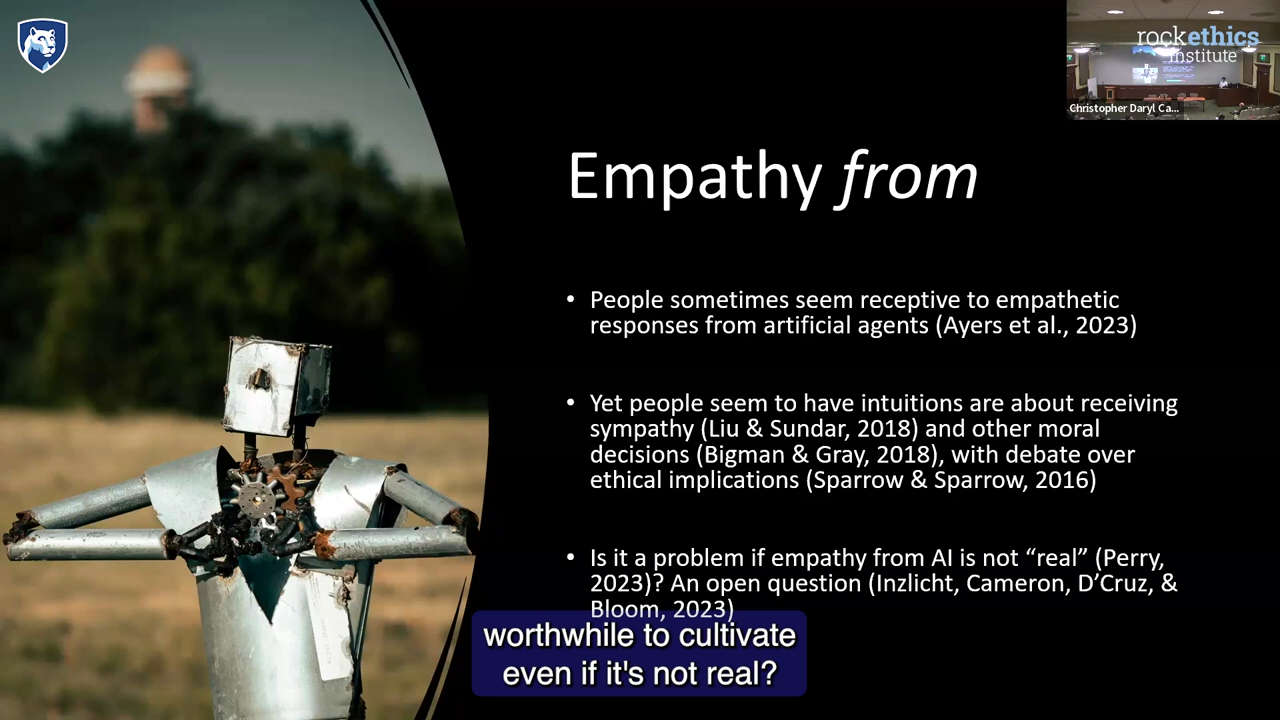 rockethics
institute
Christopher Daryl Ca...
Empathy from
• People sometimes seem receptive to empathetic
responses from artificial agents (Ayers et al., 2023)
• Yet people seem to have intuitions are about receiving
sympathy (Liu & Sundar, 2018) and other moral
decisions (Bigman & Gray, 2018), with debate over
ethical implications (Sparrow & Sparrow, 2016)
• Is it a problem if empathy from AI is not “real” (Perry,
2023)? An open question (Inzlicht, Cameron, D’Cruz, &
Bloom, 2023)
worthwhile to cultivate
even if it's not real?